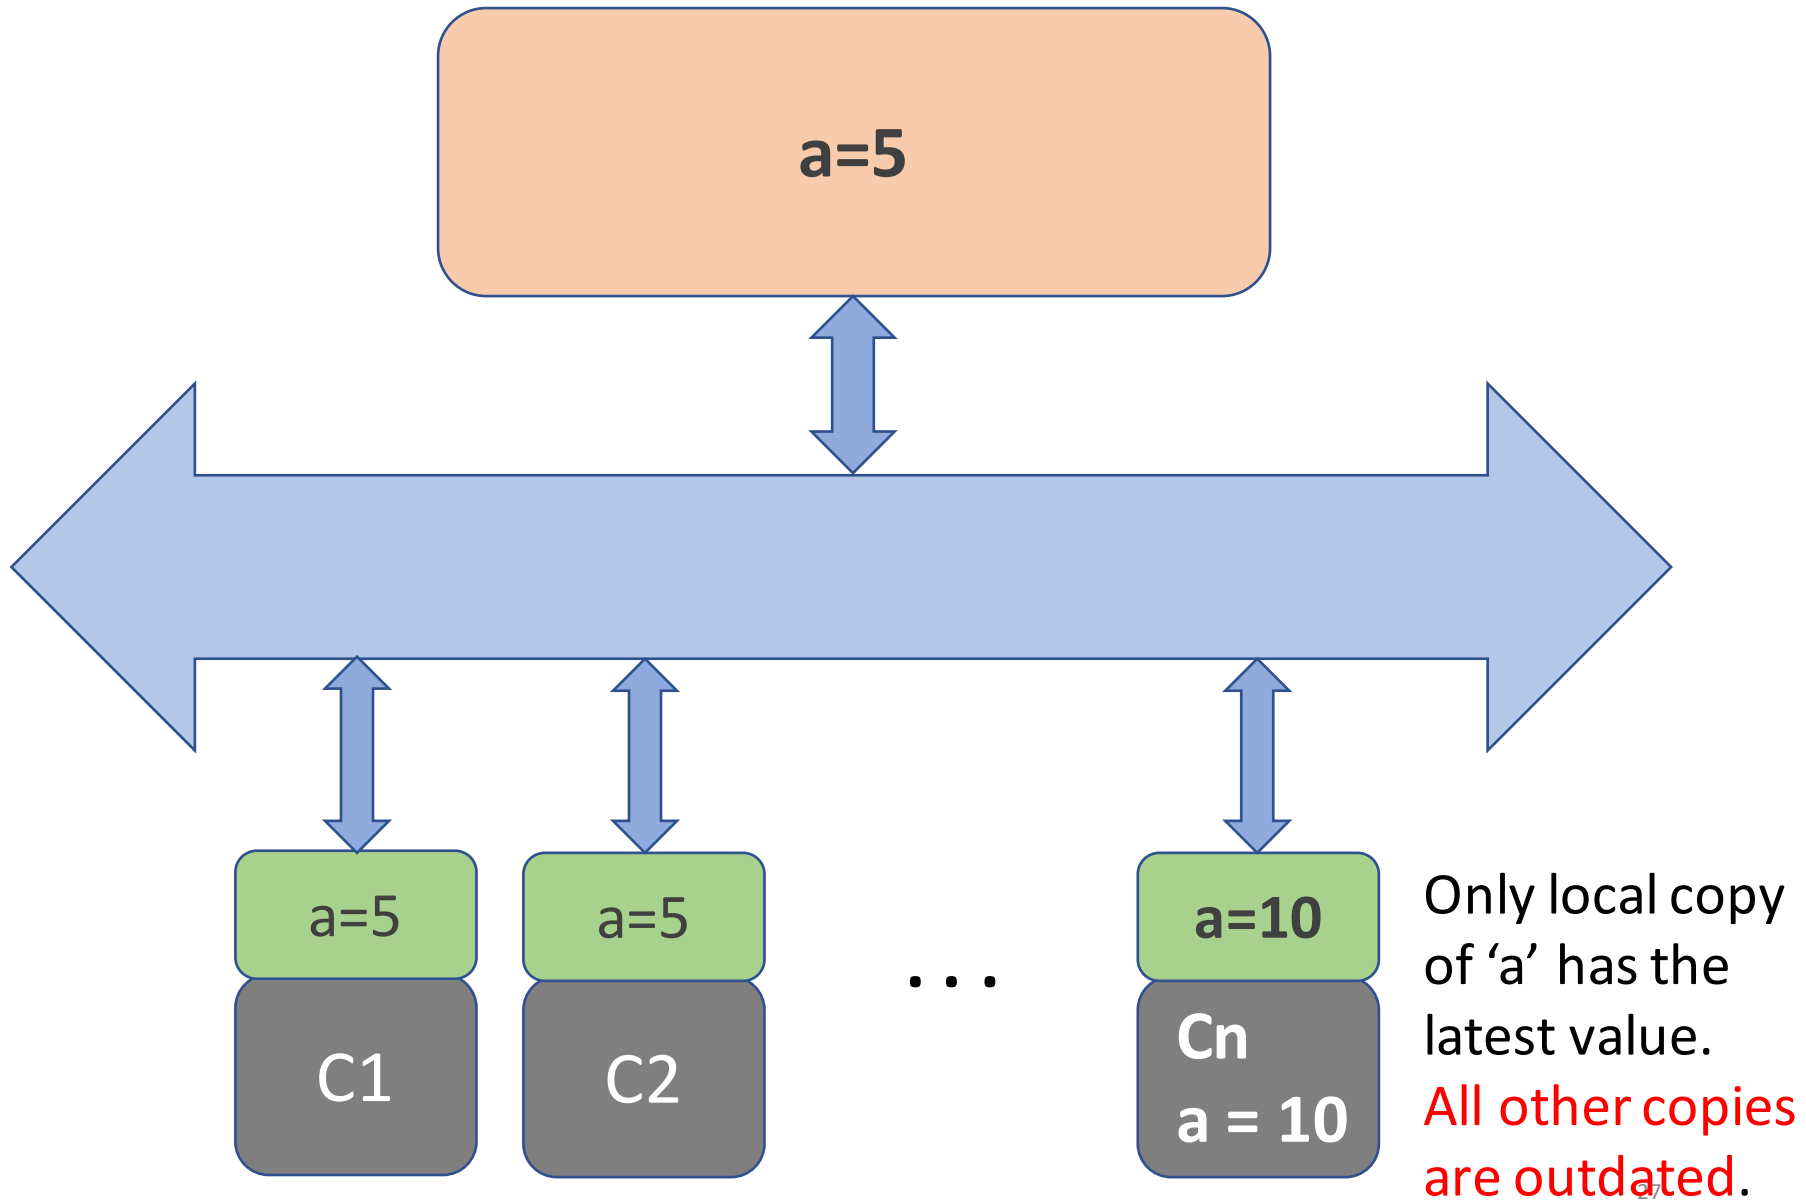 a=5
a=5
a=5
. . .
a=10
C1
C2
Cn
a = 10
Only local copy
of ‘a’ has the
latest value.
All other copies
are outdated.
27